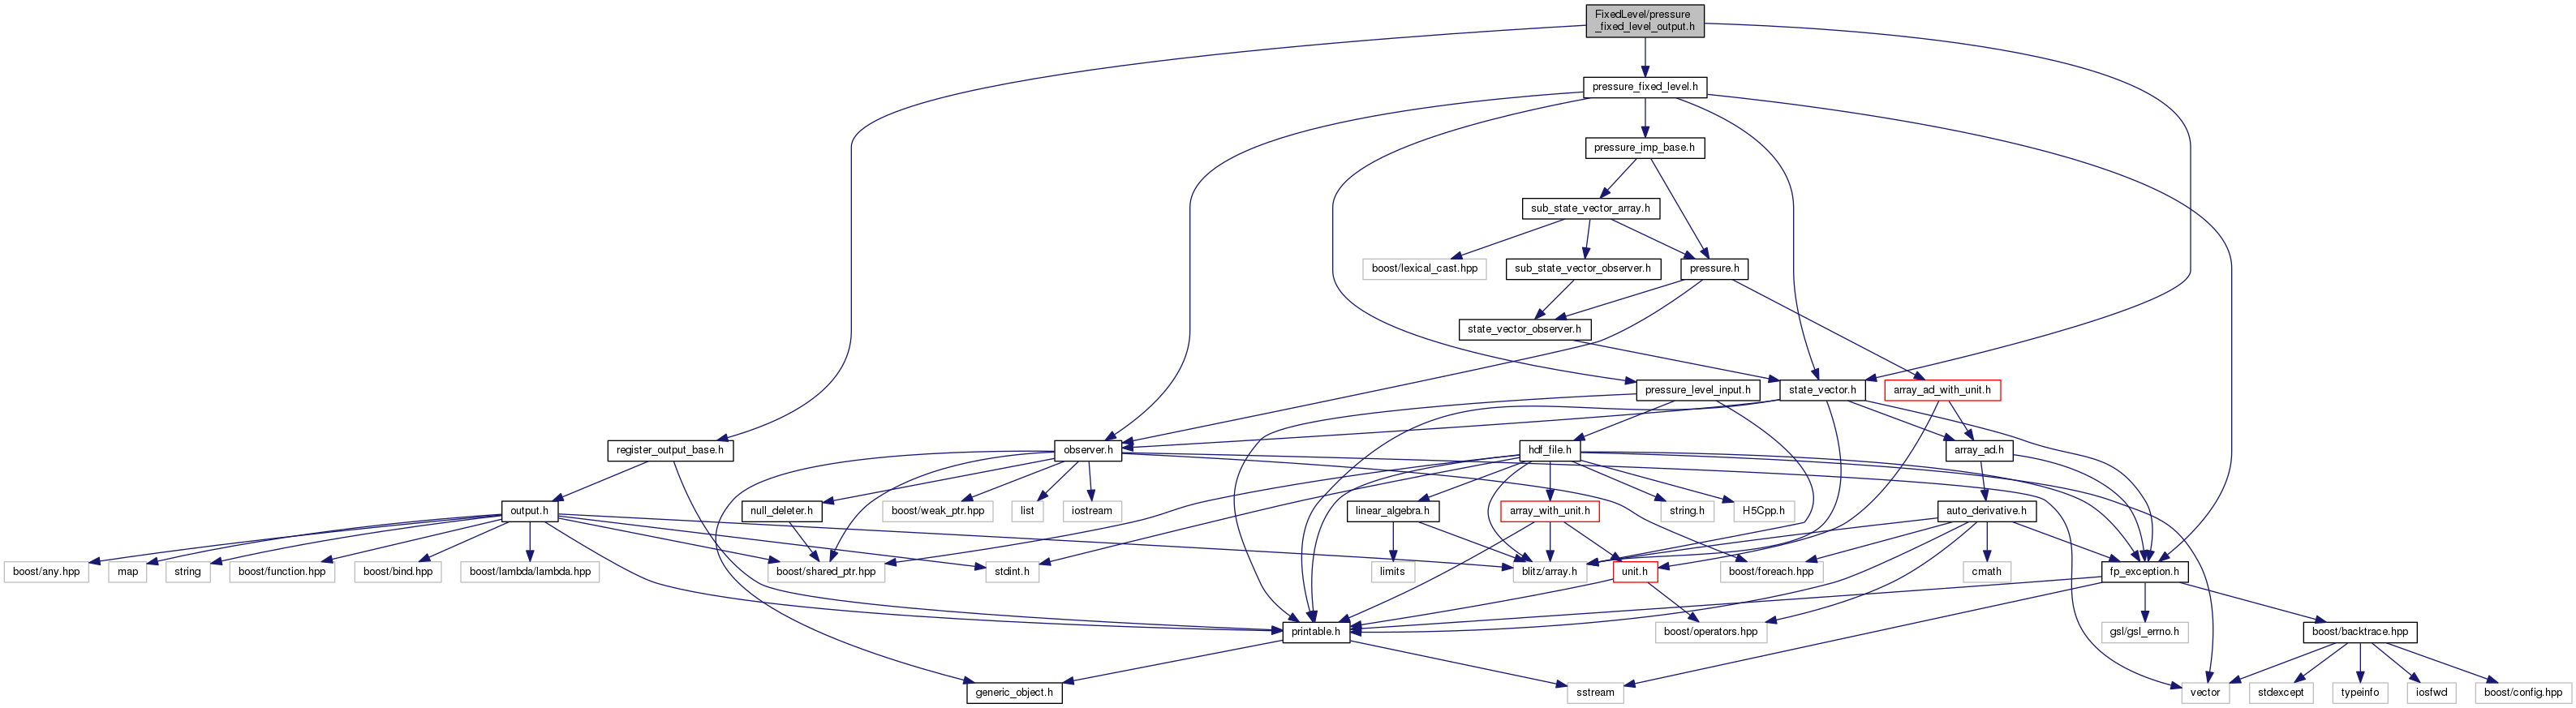 FixedLevel/pressure
_fixed_level_output.h
pressure_fixed_level.h
pressure_imp_base.h
sub_state_vector_array.h
boost/lexical_cast.hpp
sub_state_vector_observer.h
pressure.h
state_vector_observer.h
pressure_level_input.h
state_vector.h
array_ad_with_unit.h
register_output_base.h
observer.h
hdf_file.h
array_ad.h
output.h
null_deleter.h
boost/weak_ptr.hpp
list
iostream
linear_algebra.h
array_with_unit.h
string.h
H5Cpp.h
auto_derivative.h
boost/any.hpp
map
string
boost/function.hpp
boost/bind.hpp
boost/lambda/lambda.hpp
boost/shared_ptr.hpp
stdint.h
limits
blitz/array.h
unit.h
boost/foreach.hpp
cmath
fp_exception.h
printable.h
boost/operators.hpp
gsl/gsl_errno.h
boost/backtrace.hpp
generic_object.h
sstream
vector
stdexcept
typeinfo
iosfwd
boost/config.hpp